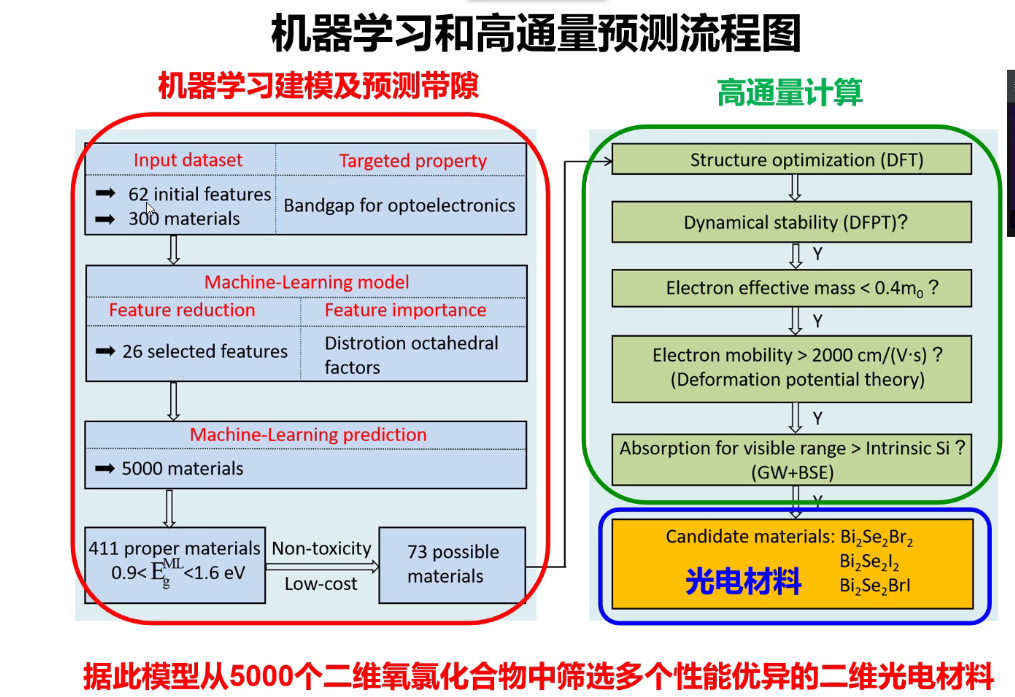 机器学习和高通量预测流程图
机器学习建模及预测带隙
Input dataset
Targeted property
➡ 62 initial features
➡ 300 materials
Bandgap for optoelectronics
Machine-Learning model
Feature reduction
Feature importance
➡ 26 selected features
Distrotion octahedral
factors
Machine-Learning prediction
➡ 5000 materials
411 proper materials
0.9< E_g^ML <1.6 eV
Non-toxicity
Low-cost
73 possible
materials
高通量计算
Structure optimization (DFT)
Dynamical stability (DFPT)?
Y
Electron effective mass < 0.4m₀ ?
Y
Electron mobility > 2000 cm/(V·s) ?
(Deformation potential theory)
Y
Absorption for visible range > Intrinsic Si ?
(GW+BSE)
Y
Candidate materials: Bi₂Se₂Br₂
Bi₂Se₂I₂
Bi₂Se₂BrI
光电材料
据此模型从5000个二维氧氯化合物中筛选多个性能优异的二维光电材料